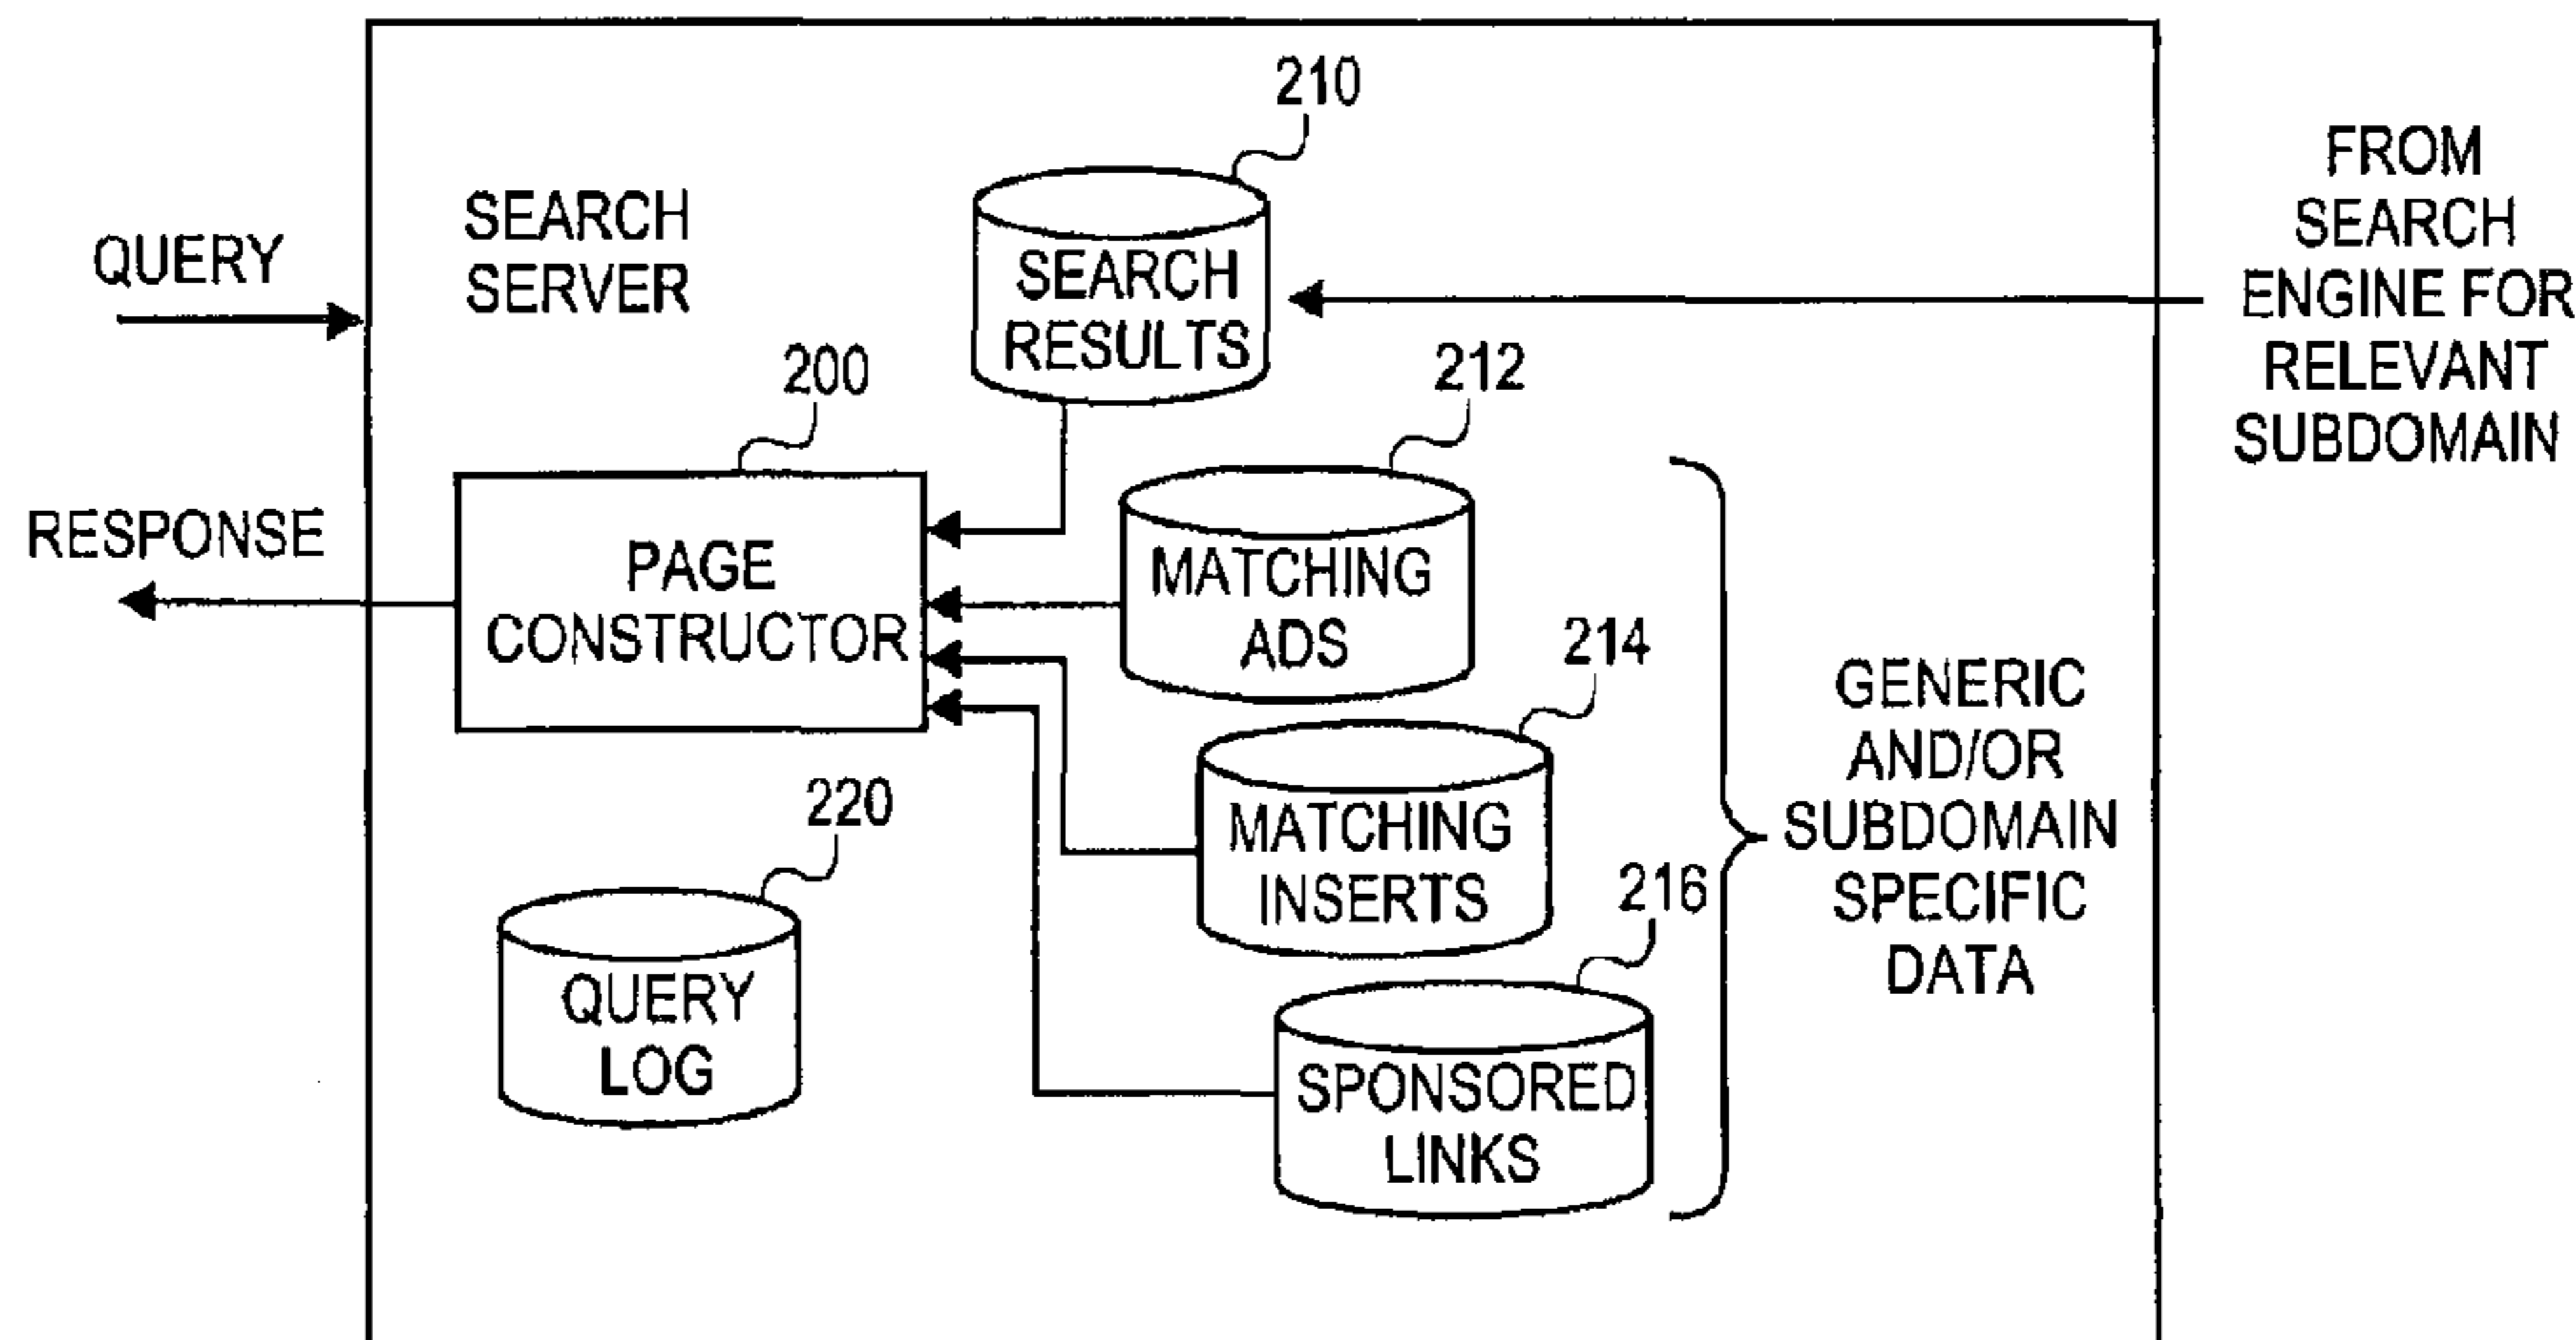 QUERY
RESPONSE
SEARCH
SERVER
200
PAGE
CONSTRUCTOR
220
QUERY
LOG
210
SEARCH
RESULTS
212
MATCHING
ADS
214
MATCHING
INSERTS
216
SPONSORED
LINKS
GENERIC
AND/OR
SUBDOMAIN
SPECIFIC
DATA
FROM
SEARCH
ENGINE FOR
RELEVANT
SUBDOMAIN